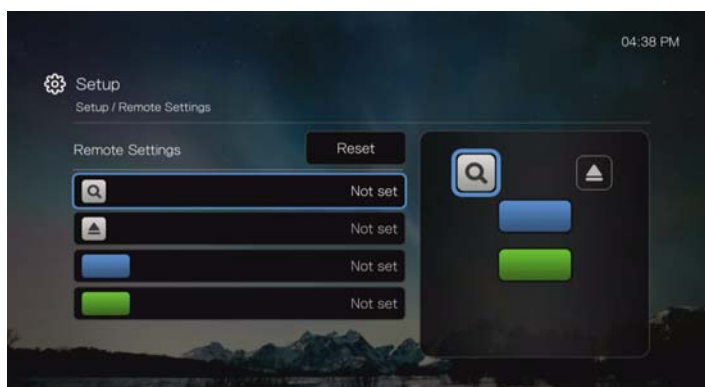 04:38 PM
Setup
Setup / Remote Settings
Remote Settings
Reset
Not set
Not set
Not set
Not set